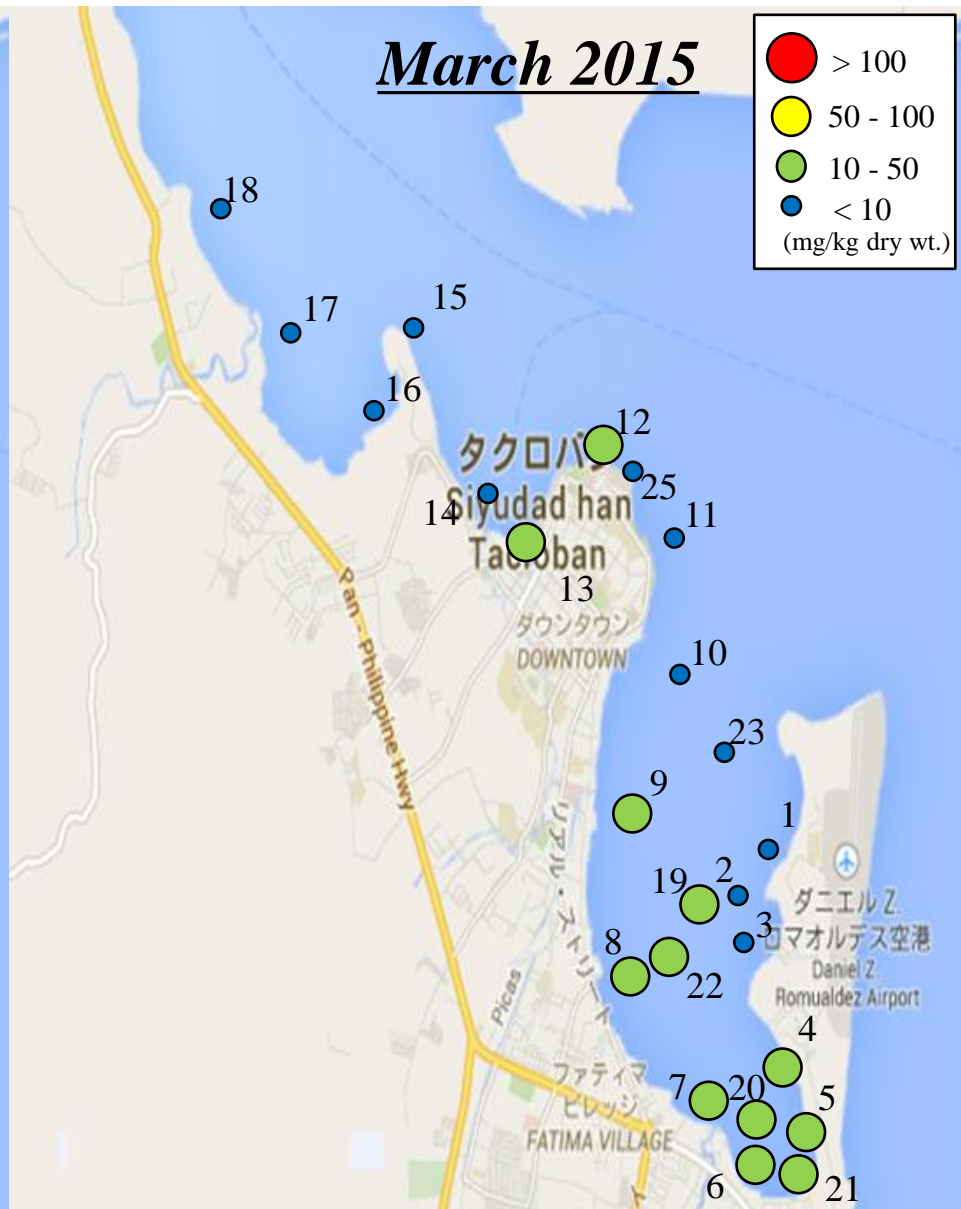 March 2015
> 100
50 - 100
10 - 50
< 10
(mg/kg dry wt.)
18
17
15
16
12
タクロバン
25
Siyudad han
14
11
Tacloban
13
ダウンタウン
DOWNTOWN
10
Pan - Philippine Hwy
23
9
リアル・ストリート
1
2
19
ダニエル Z.
3
ロマオルデス空港
8
Daniel Z.
22
Romualdez Airport
Picas
4
ファティマ
7
20
5
ビレッジ
FATIMA VILLAGE
6
21